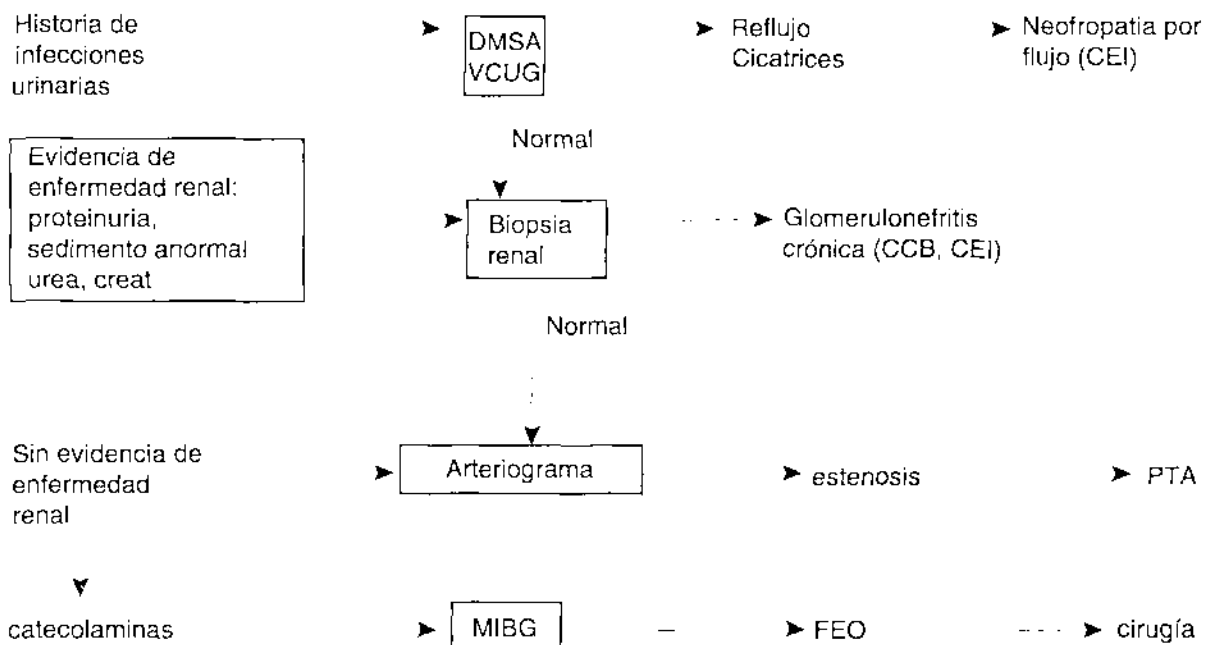 Historia de
infecciones
urinarias
DMSA
VCUG
Reflujo
Cicatrices
Neofropatia por
flujo (CEI)
Normal
Evidencia de
enfermedad renal:
proteinuria,
sedimento anormal
urea, creat
Biopsia
renal
Glomerulonefritis
crónica (CCB, CEI)
Normal
Sin evidencia de
enfermedad
renal
Arteriograma
estenosis
PTA
catecolaminas
MIBG
FEO
cirugía